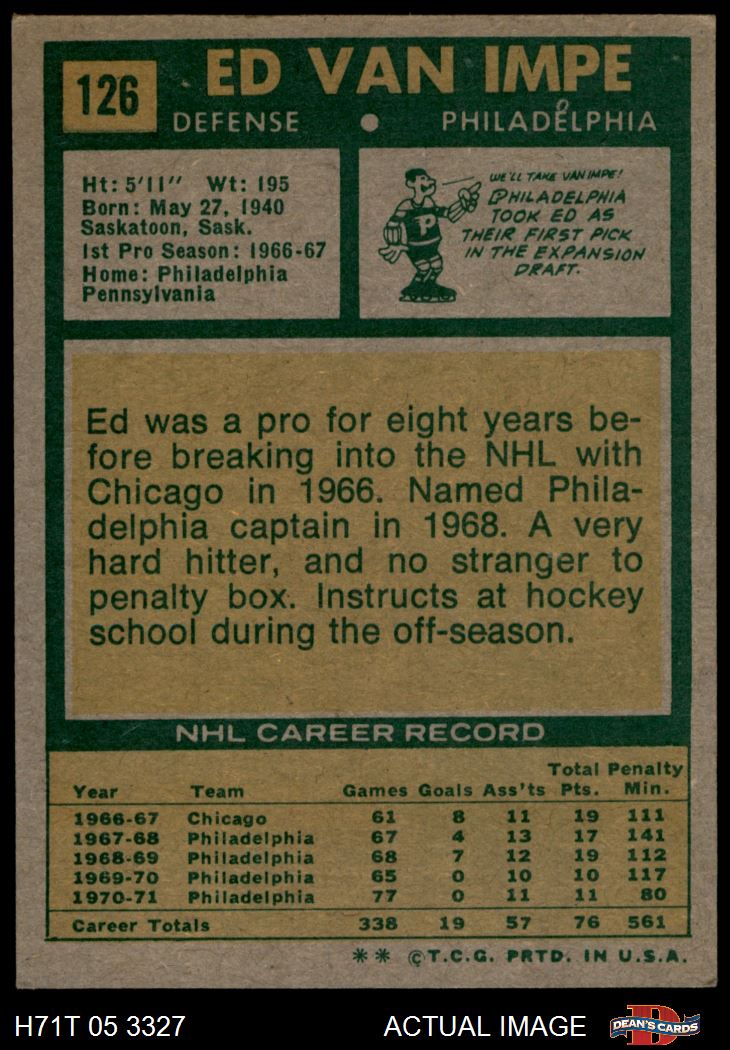 126
ED VAN IMPE
DEFENSE • PHILADELPHIA
Ht: 5'11" Wt: 195
Born: May 27, 1940
Saskatoon, Sask.
1st Pro Season: 1966-67
Home: Philadelphia
Pennsylvania
WE'LL TAKE VAN IMPE!
PHILADELPHIA
TOOK ED AS
THEIR FIRST PICK
IN THE EXPANSION
DRAFT.
P
Ed was a pro for eight years be-
fore breaking into the NHL with
Chicago in 1966. Named Phila-
delphia captain in 1968. A very
hard hitter, and no stranger to
penalty box. Instructs at hockey
school during the off-season.
NHL CAREER RECORD
Total Penalty
Year Team Games Goals Ass'ts Pts. Min.
1966-67 Chicago 61 8 11 19 111
1967-68 Philadelphia 67 4 13 17 141
1968-69 Philadelphia 68 7 12 19 112
1969-70 Philadelphia 65 0 10 10 117
1970-71 Philadelphia 77 0 11 11 80
Career Totals 338 19 57 76 561
** ©T.C.G. PRTD. IN U.S.A.
H71T 05 3327 ACTUAL IMAGE
D
DEAN'S CARDS